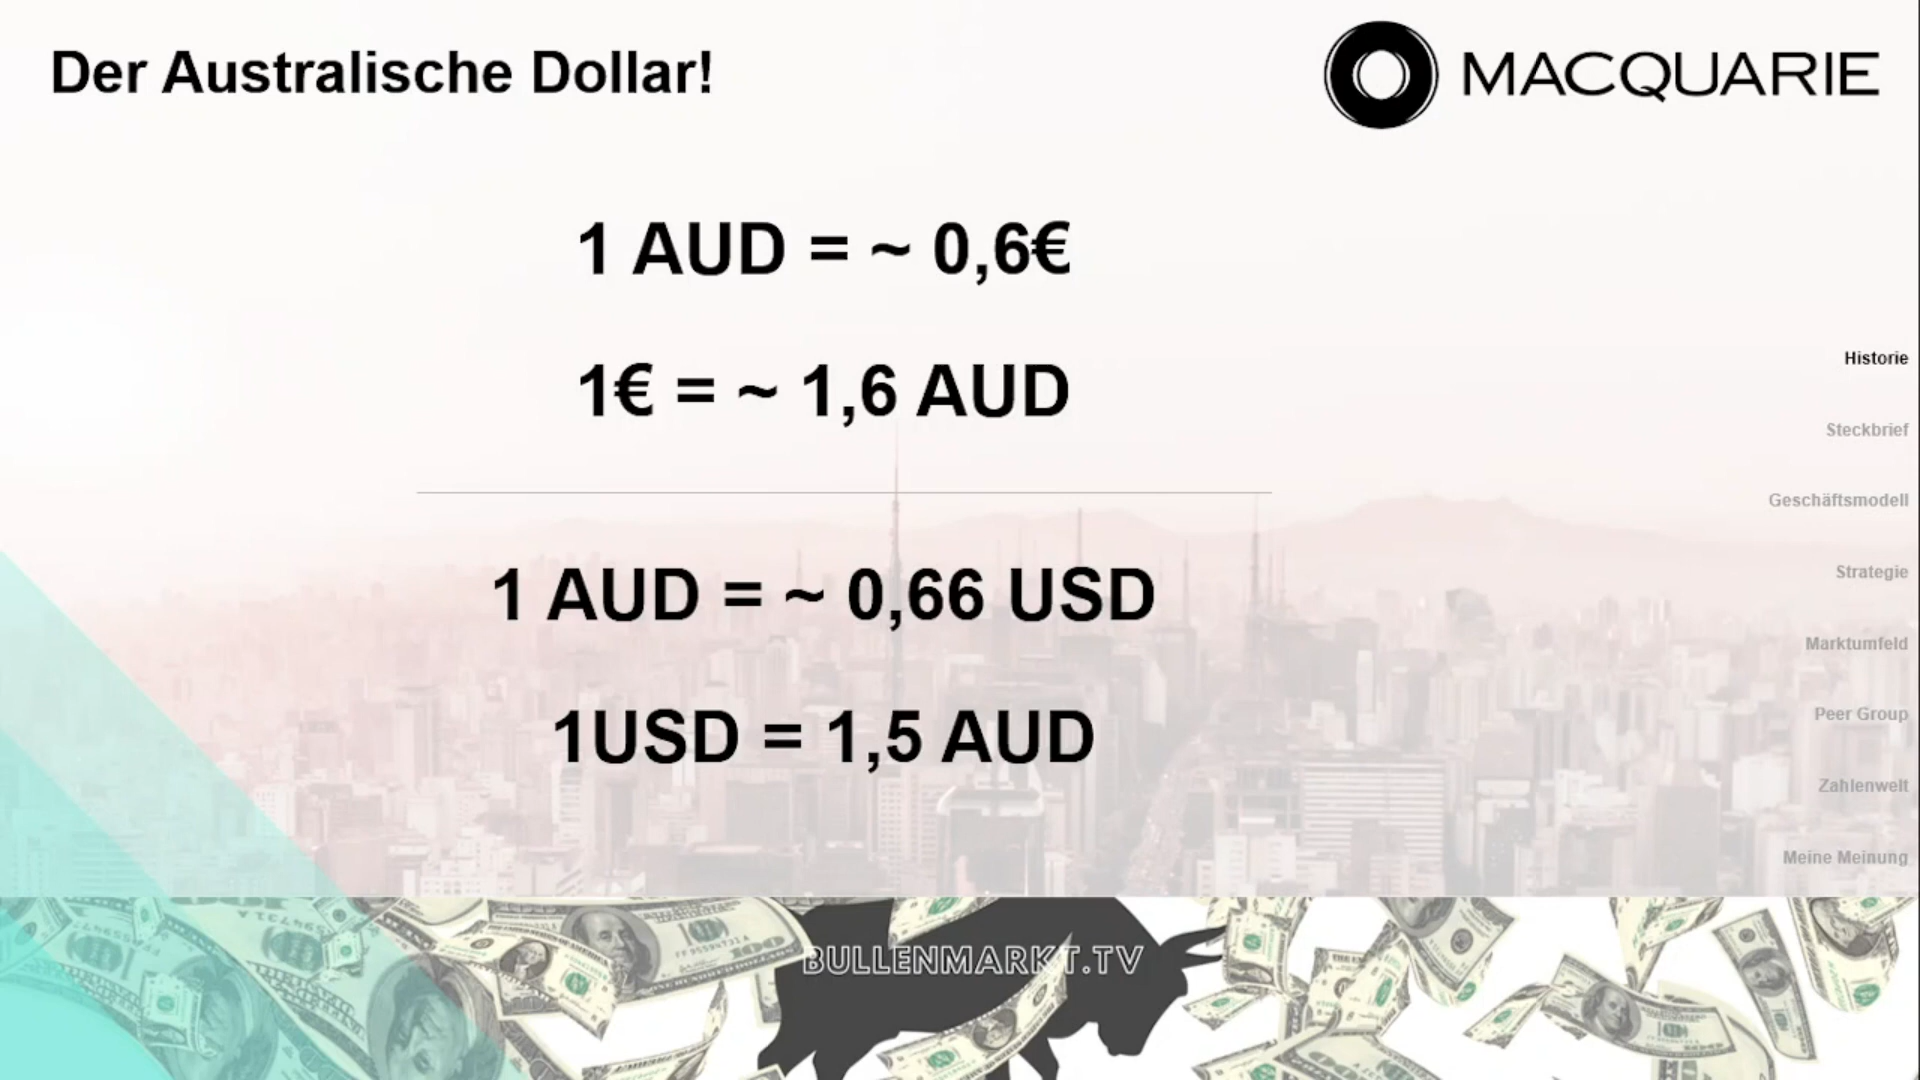 Der Australische Dollar!
MACQUARIE
1 AUD = ~ 0,6€
1€ = ~ 1,6 AUD
1 AUD = ~ 0,66 USD
1USD = 1,5 AUD
Historie
Steckbrief
Geschäftsmodell
Strategie
Marktumfeld
Peer Group
Zahlenwelt
Meine Meinung
BULLENMARKT.TV